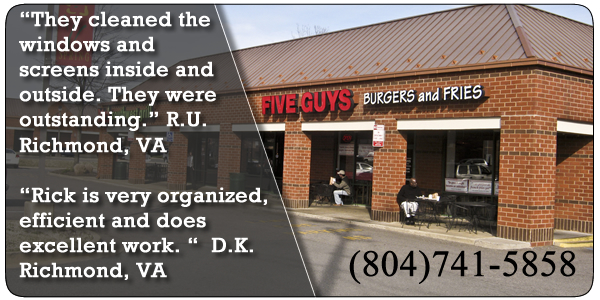 “They cleaned the
windows and
screens inside and
outside. They were
outstanding.” R.U.
Richmond, VA
“Rick is very organized,
efficient and does
excellent work. “ D.K.
Richmond, VA
FIVE GUYS BURGERS and FRIES
(804)741-5858